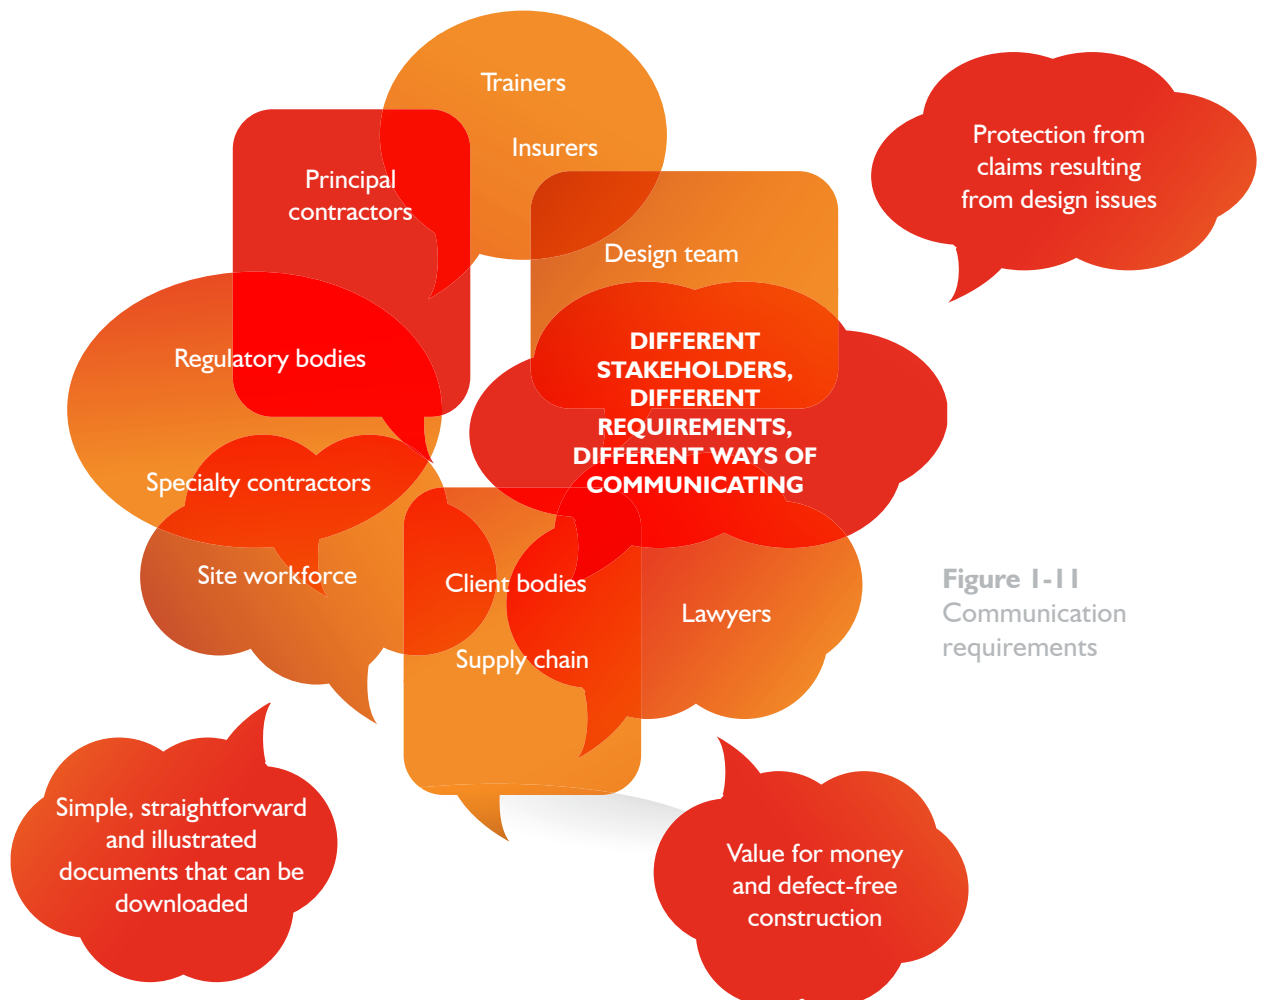 Trainers
Insurers
Principal
contractors
Protection from
claims resulting
from design issues
Design team
DIFFERENT
STAKEHOLDERS,
DIFFERENT
REQUIREMENTS,
DIFFERENT WAYS OF
COMMUNICATING
Regulatory bodies
Specialty contractors
Site workforce
Client bodies
Supply chain
Lawyers
Figure 1-11
Communication
requirements
Simple, straightforward
and illustrated
documents that can be
downloaded
Value for money
and defect-free
construction